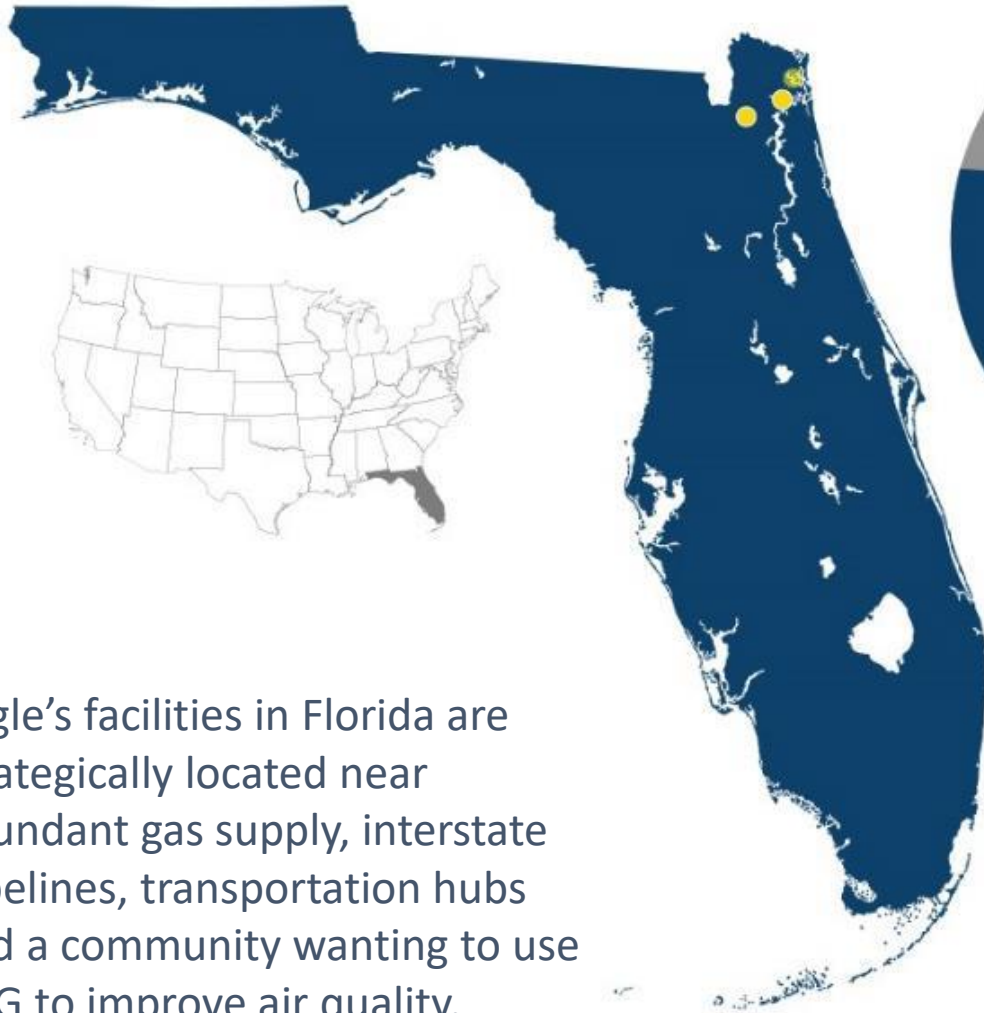 gle’s facilities in Florida are
ategically located near
undant gas supply, interstate
elines, transportation hubs
d a community wanting to use
G to improve air quality.